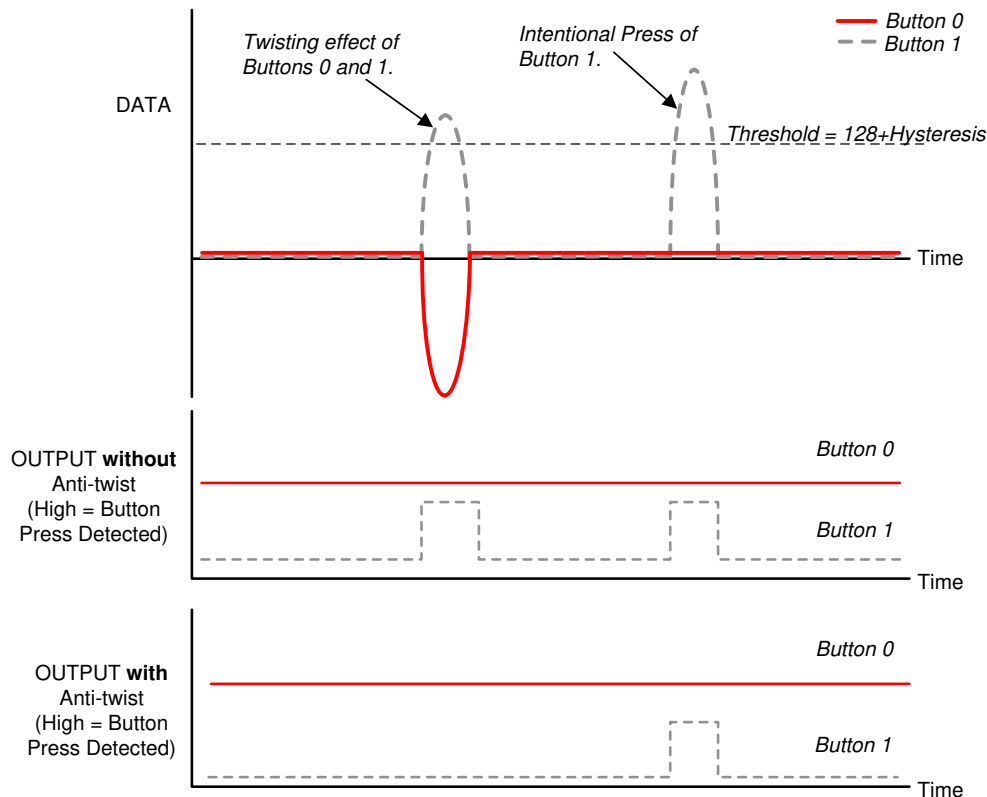 Button 0
Button 1
Twisting effect of
Buttons 0 and 1.
Intentional Press of
Button 1.
DATA
Threshold = 128+Hysteresis
Time
OUTPUT without
Anti-twist
(High = Button
Press Detected)
Button 0
Button 1
Time
OUTPUT with
Anti-twist
(High = Button
Press Detected)
Button 0
Button 1
Time